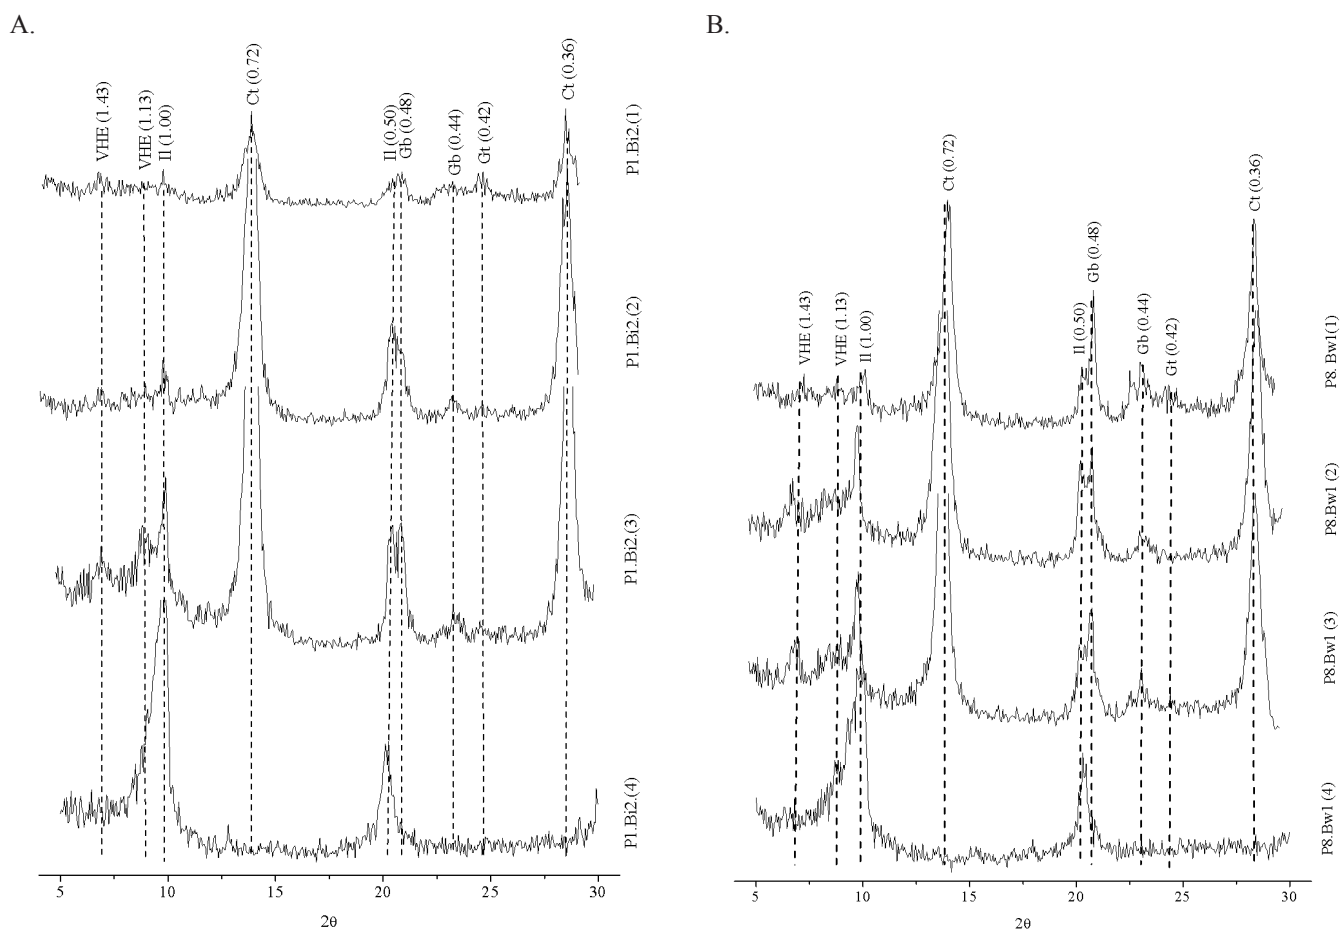 A.
VHE (1.43)
VHE (1.13)
Il (1.00)
Ct (0.72)
Il (0.50)
Gb (0.48)
Gb (0.44)
Gt (0.42)
Ct (0.36)
P1.Bi2.(1)
P1.Bi2.(2)
P1.Bi2.(3)
P1.Bi2.(4)
5 10 15 20 25 30
2θ
B.
VHE (1.43)
VHE (1.13)
Il (1.00)
Ct (0.72)
Il (0.50)
Gb (0.48)
Gb (0.44)
Gt (0.42)
Ct (0.36)
P8. Bw1(1)
P8.Bw1 (2)
P8.Bw1 (3)
P8.Bw1 (4)
5 10 15 20 25 30
2θ